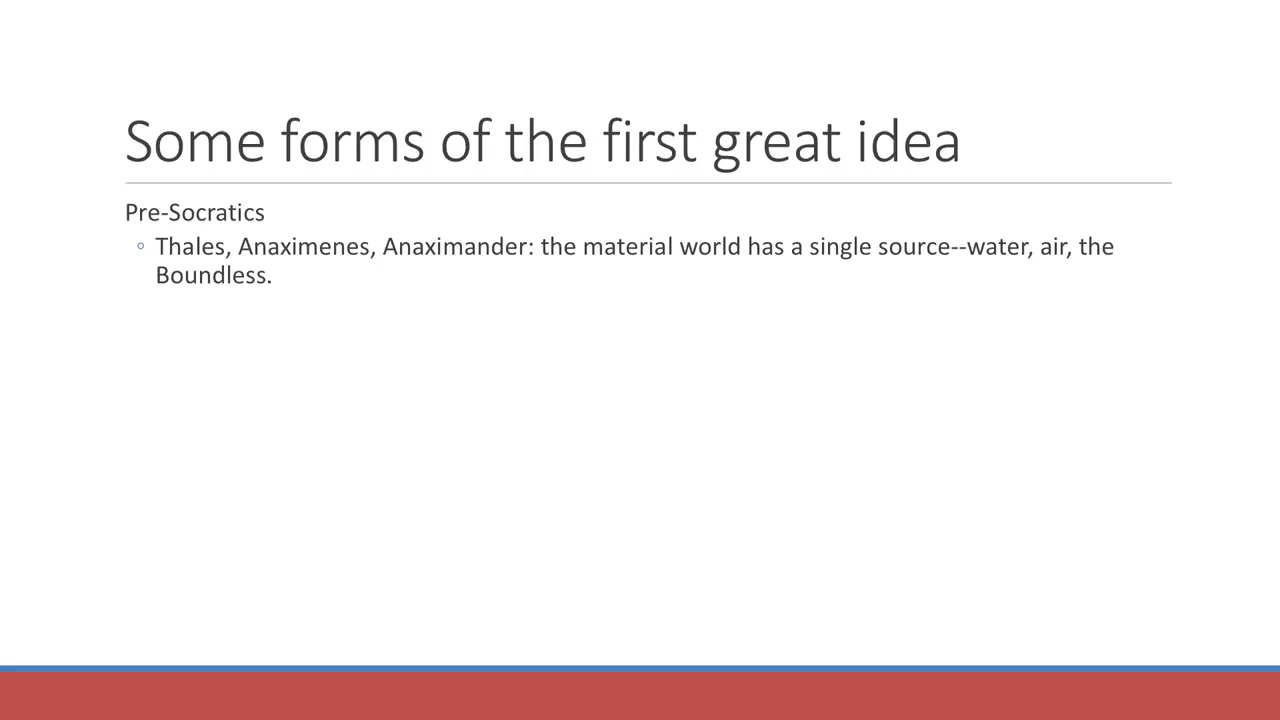 Some forms of the first great idea
Pre-Socratics
◦ Thales, Anaximenes, Anaximander: the material world has a single source--water, air, the
Boundless.